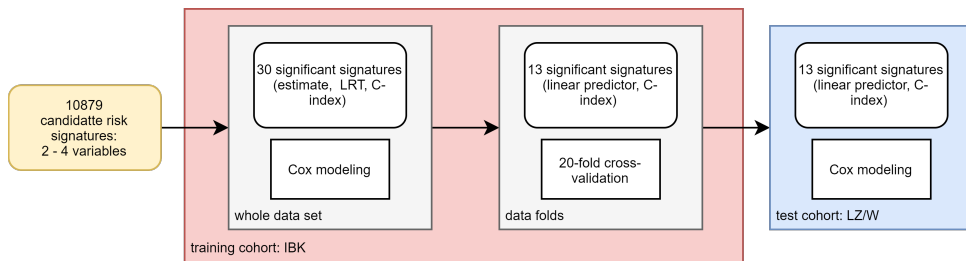 10879
candidatte risk
signatures:
2 - 4 variables
30 significant signatures
(estimate, LRT, C-
index)
Cox modeling
whole data set
13 significant signatures
(linear predictor, C-
index)
20-fold cross-
validation
data folds
training cohort: IBK
13 significant signatures
(linear predictor, C-
index)
Cox modeling
test cohort: LZ/W